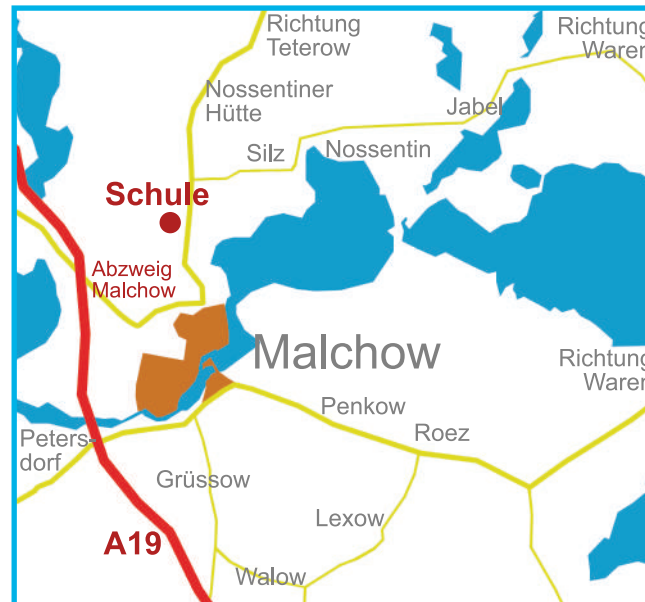 Richtung
Teterow
Richtung
Waren
Nossentiner
Hütte
Jabel
Silz
Nossentin
Schule
Abzweig
Malchow
Malchow
Richtung
Waren
Penkow
Roez
Peters-
dorf
Grüssow
Lexow
A19
Walow